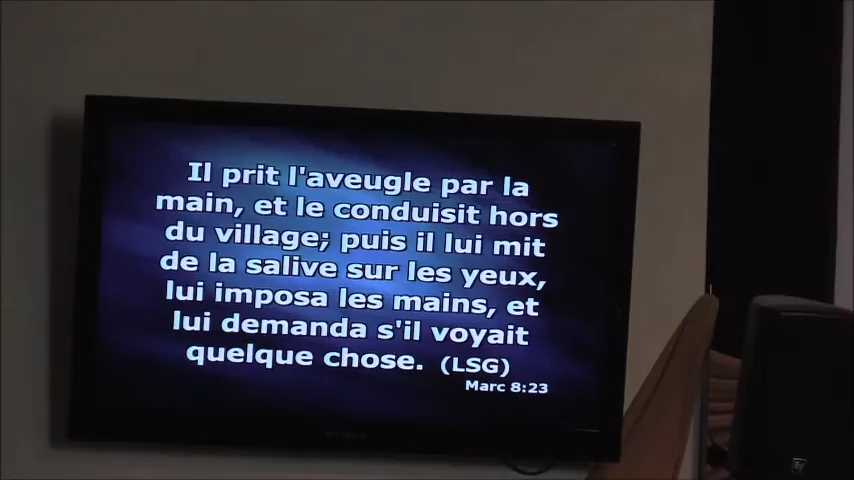 Il prit l'aveugle par la
main, et le conduisit hors
du village; puis il lui mit
de la salive sur les yeux,
lui imposa les mains, et
lui demanda s'il voyait
quelque chose. (LSG)
Marc 8:23